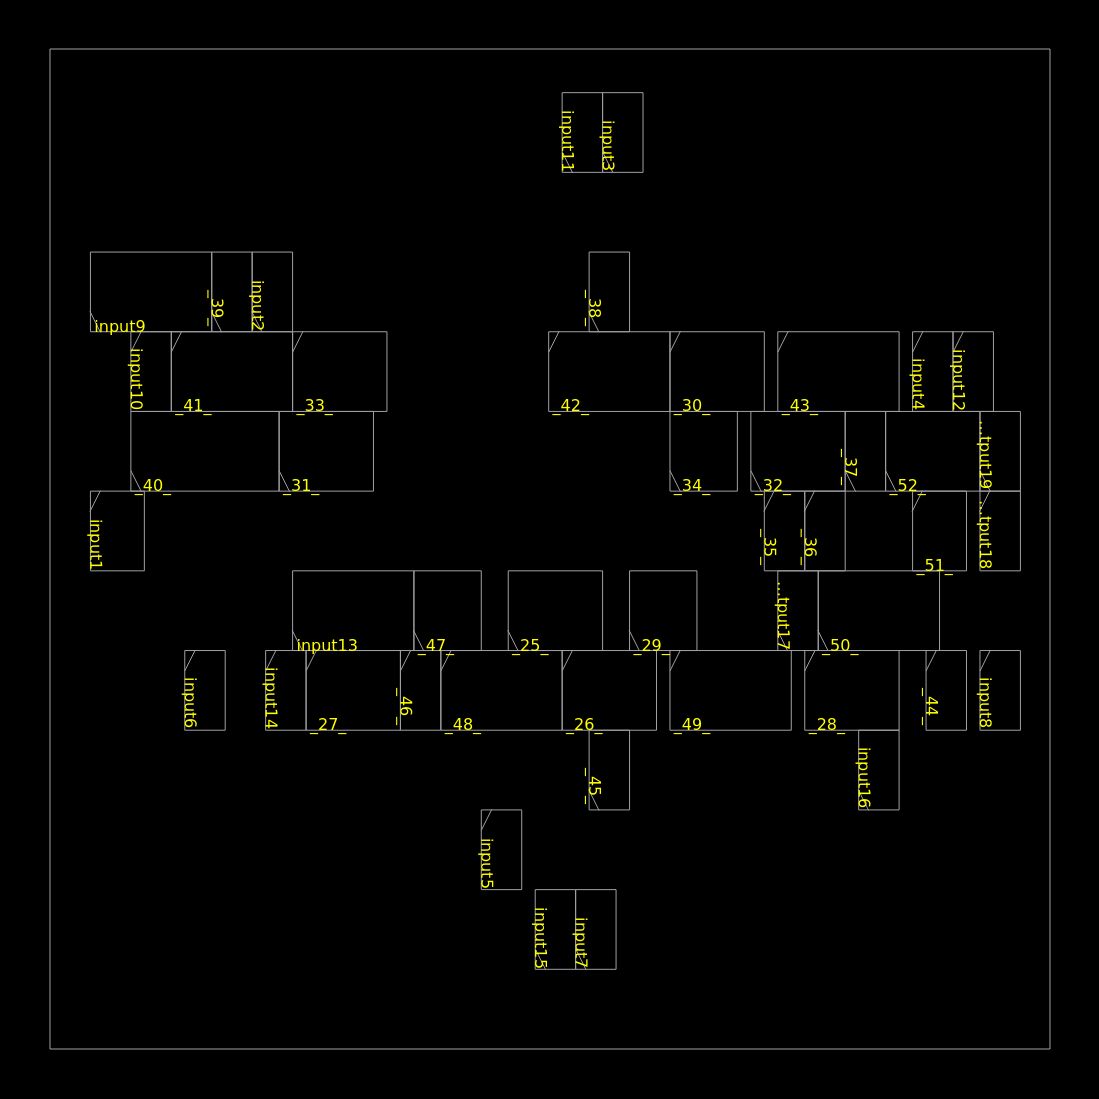 input11
input3
input9
_39_
input2
_38_
input10
_41_
_33_
_42_
_30_
_43_
input4
input12
_40_
_31_
_34_
_32_
_37_
_52_
...tput19
input1
_35_
_36_
_51_
...tput18
input13
_47_
_25_
_29_
...tput17
_50_
input6
input14
_27_
_46_
_48_
_26_
_49_
_28_
_44_
input8
_45_
input16
input5
input15
input7